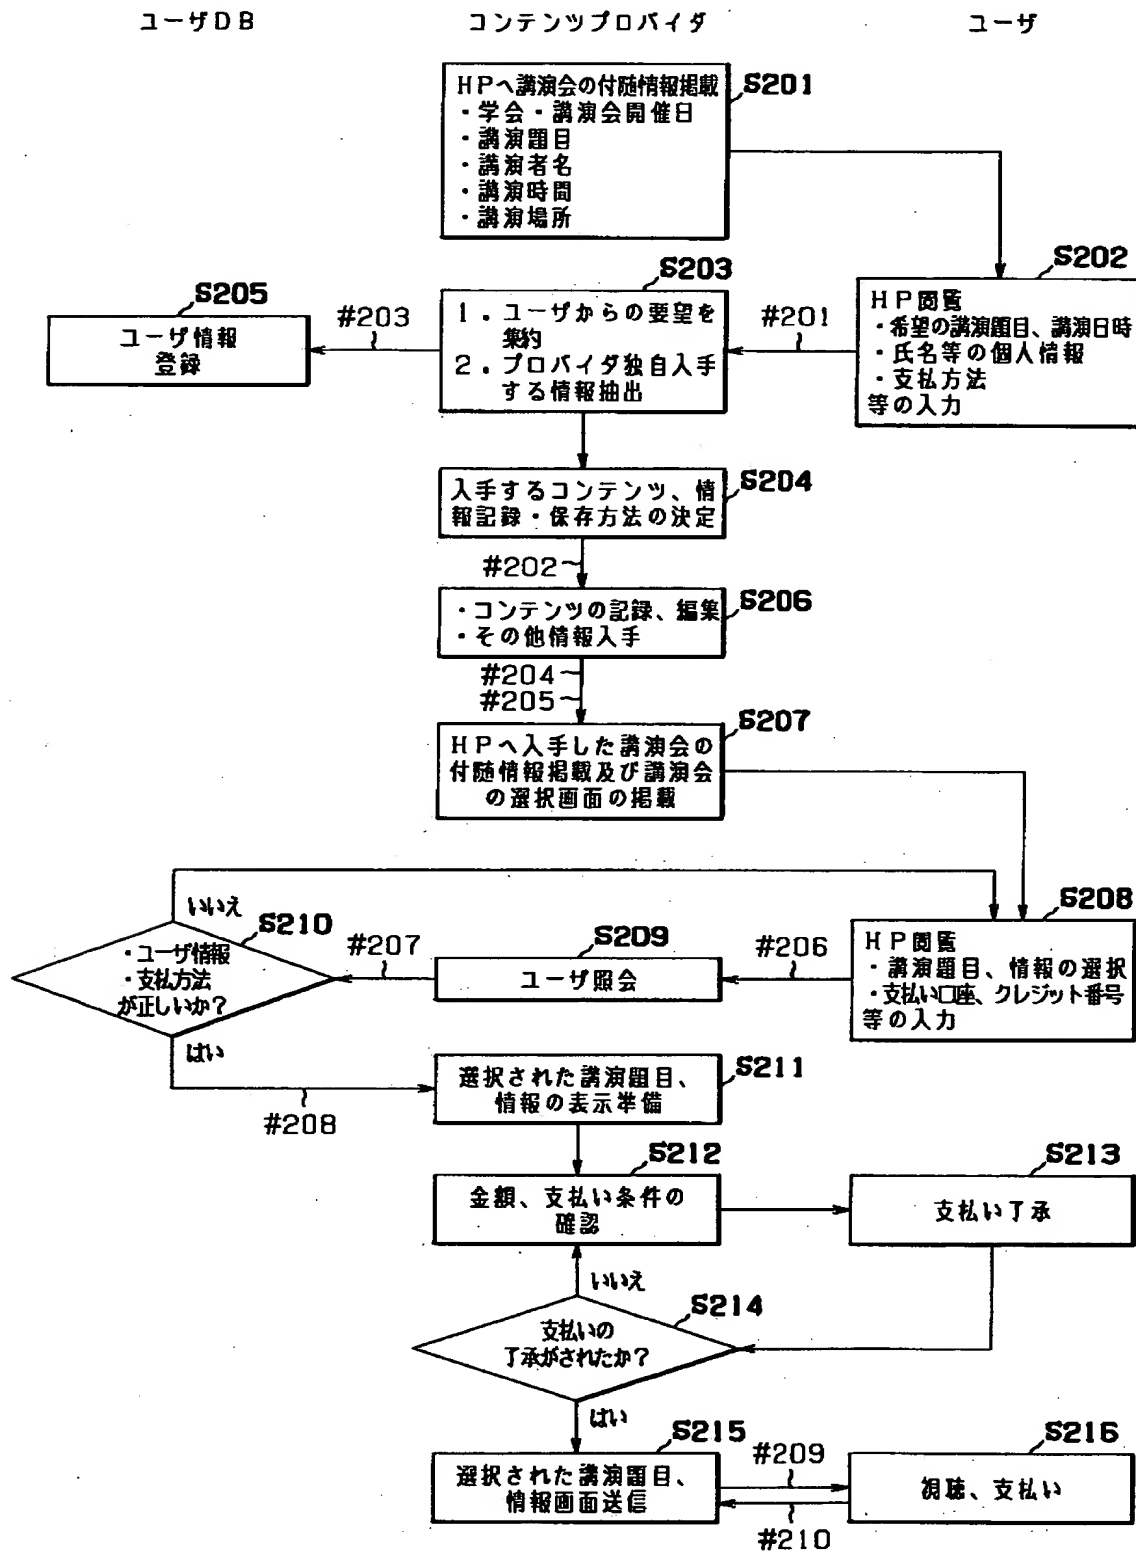 ユーザDB
コンテンツプロバイダ
ユーザ
HPへ講演会の付随情報掲載
・学会・講演会開催日
・講演題目
・講演者名
・講演時間
・講演場所
S201
S202
HP閲覧
・希望の講演題目、講演日時
・氏名等の個人情報
・支払方法
等の入力
#201
S203
1．ユーザからの要望を
集約
2．プロバイダ独自入手
する情報抽出
#203
S205
ユーザ情報
登録
S204
入手するコンテンツ、情
報記録・保存方法の決定
#202
S206
・コンテンツの記録、編集
・その他情報入手
#204
#205
S207
HPへ入手した講演会の
付随情報掲載及び講演会
の選択画面の掲載
S208
HP閲覧
・講演題目、情報の選択
・支払い口座、クレジット番号
等の入力
#206
S209
ユーザ照会
#207
いいえ
S210
・ユーザ情報
・支払方法
が正しいか？
はい
#208
S211
選択された講演題目、
情報の表示準備
S212
金額、支払い条件の
確認
S213
支払い了承
いいえ
S214
支払いの
了承がされたか？
はい
S215
選択された講演題目、
情報画面送信
#209
#210
S216
視聴、支払い